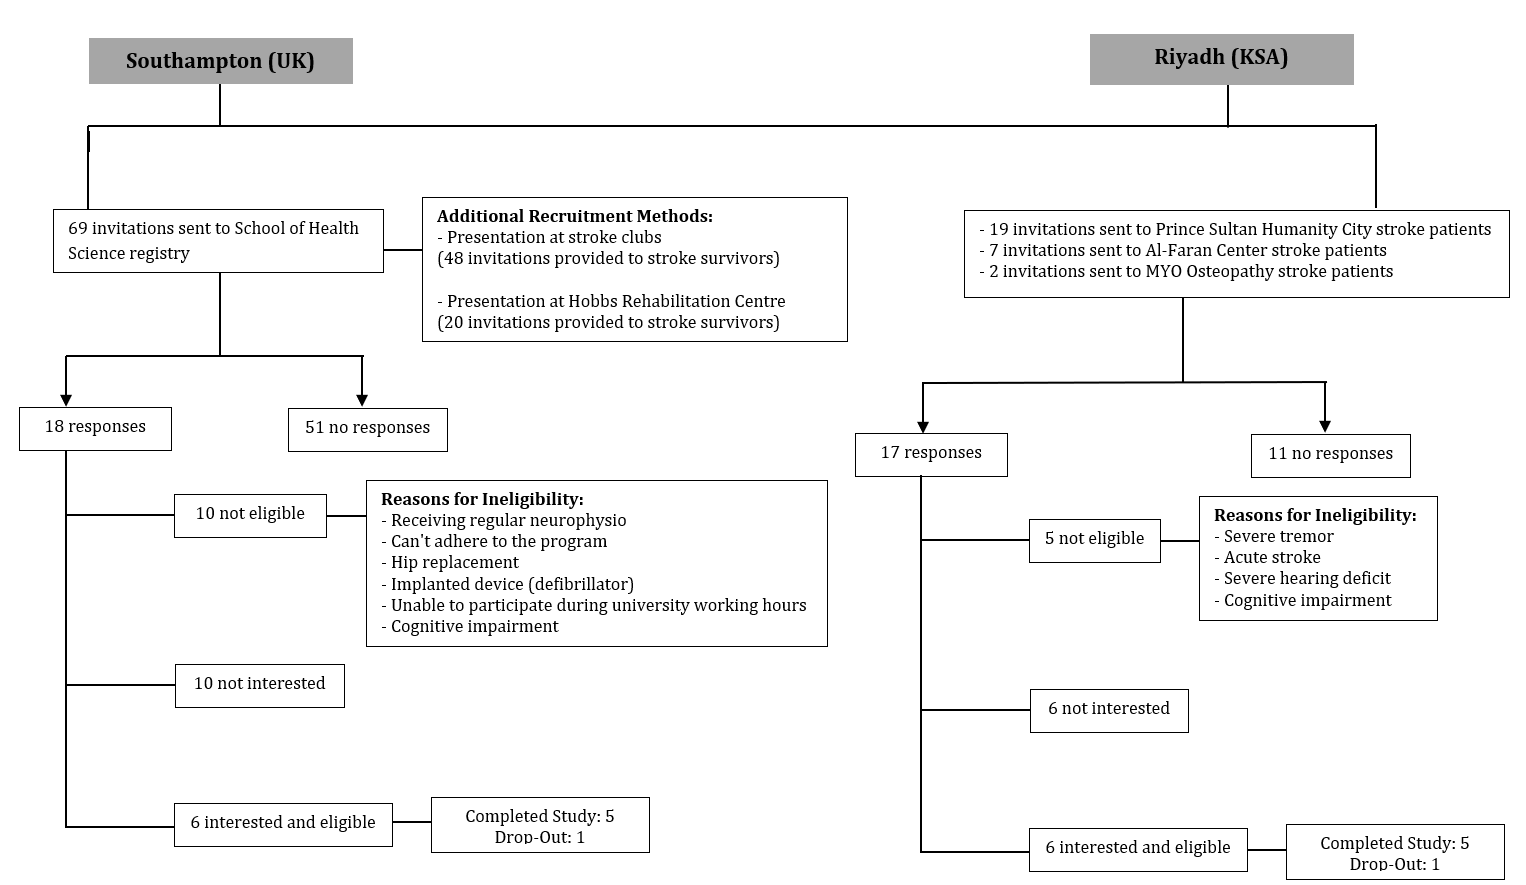 Southampton (UK)
Riyadh (KSA)
69 invitations sent to School of Health
Science registry
Additional Recruitment Methods:
- Presentation at stroke clubs
(48 invitations provided to stroke survivors)
- Presentation at Hobbs Rehabilitation Centre
(20 invitations provided to stroke survivors)
- 19 invitations sent to Prince Sultan Humanity City stroke patients
- 7 invitations sent to Al-Faran Center stroke patients
- 2 invitations sent to MYO Osteopathy stroke patients
18 responses
51 no responses
17 responses
11 no responses
10 not eligible
Reasons for Ineligibility:
- Receiving regular neurophysio
- Can't adhere to the program
- Hip replacement
- Implanted device (defibrillator)
- Unable to participate during university working hours
- Cognitive impairment
5 not eligible
Reasons for Ineligibility:
- Severe tremor
- Acute stroke
- Severe hearing deficit
- Cognitive impairment
10 not interested
6 not interested
6 interested and eligible
Completed Study: 5
Drop-Out: 1
6 interested and eligible
Completed Study: 5
Drop-Out: 1